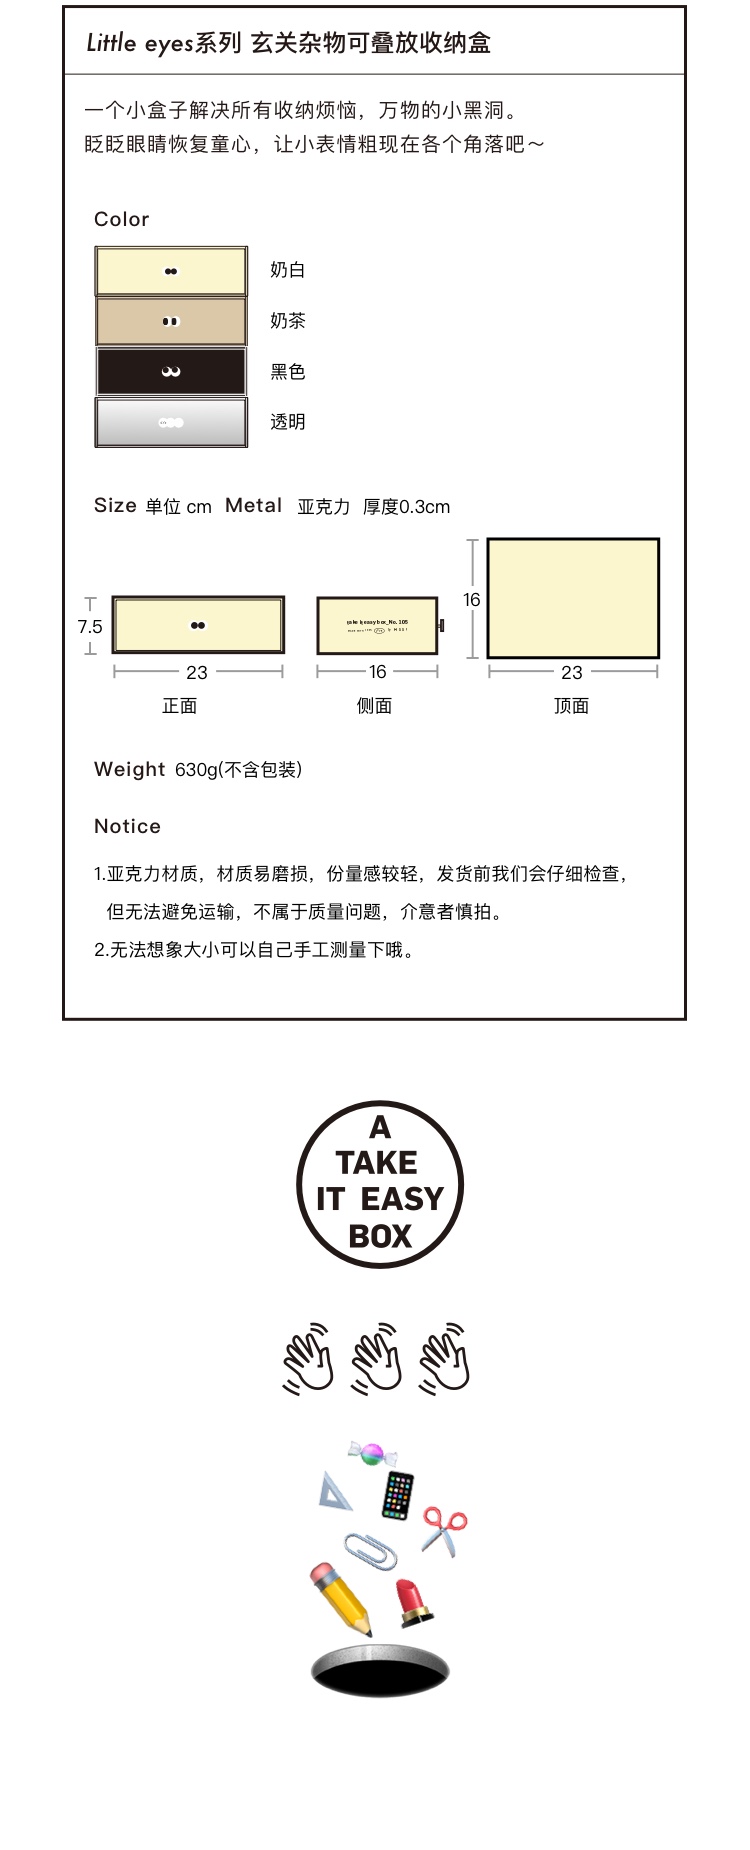 Little eyes系列 玄关杂物可叠放收纳盒
一个小盒子解决所有收纳烦恼，万物的小黑洞。
眨眨眼睛恢复童心，让小表情粗现在各个角落吧～
Color
奶白
奶茶
黑色
透明
Size 单位 cm Metal 亚克力 厚度0.3cm
7.5
23
正面
16
侧面
16
23
顶面
Weight 630g(不含包装)
Notice
1.亚克力材质，材质易磨损，份量感较轻，发货前我们会仔细检查，
但无法避免运输，不属于质量问题，介意者慎拍。
2.无法想象大小可以自己手工测量下哦。
A
TAKE
IT EASY
BOX